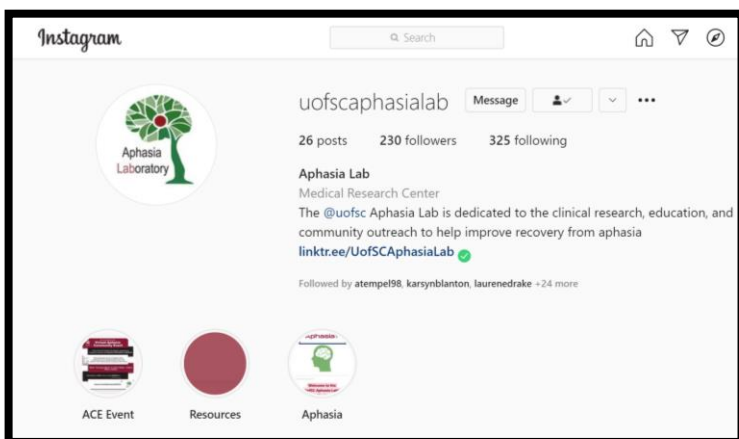 Instagram
Search
Aphasia
Laboratory
uofscaphasialab
Message
26 posts 230 followers 325 following
Aphasia Lab
Medical Research Center
The @uofsc Aphasia Lab is dedicated to the clinical research, education, and
community outreach to help improve recovery from aphasia
linktr.ee/UofSCAphasiaLab
Followed by atempel98, karsynblanton, laurenedrake +24 more
ACE Event Resources Aphasia